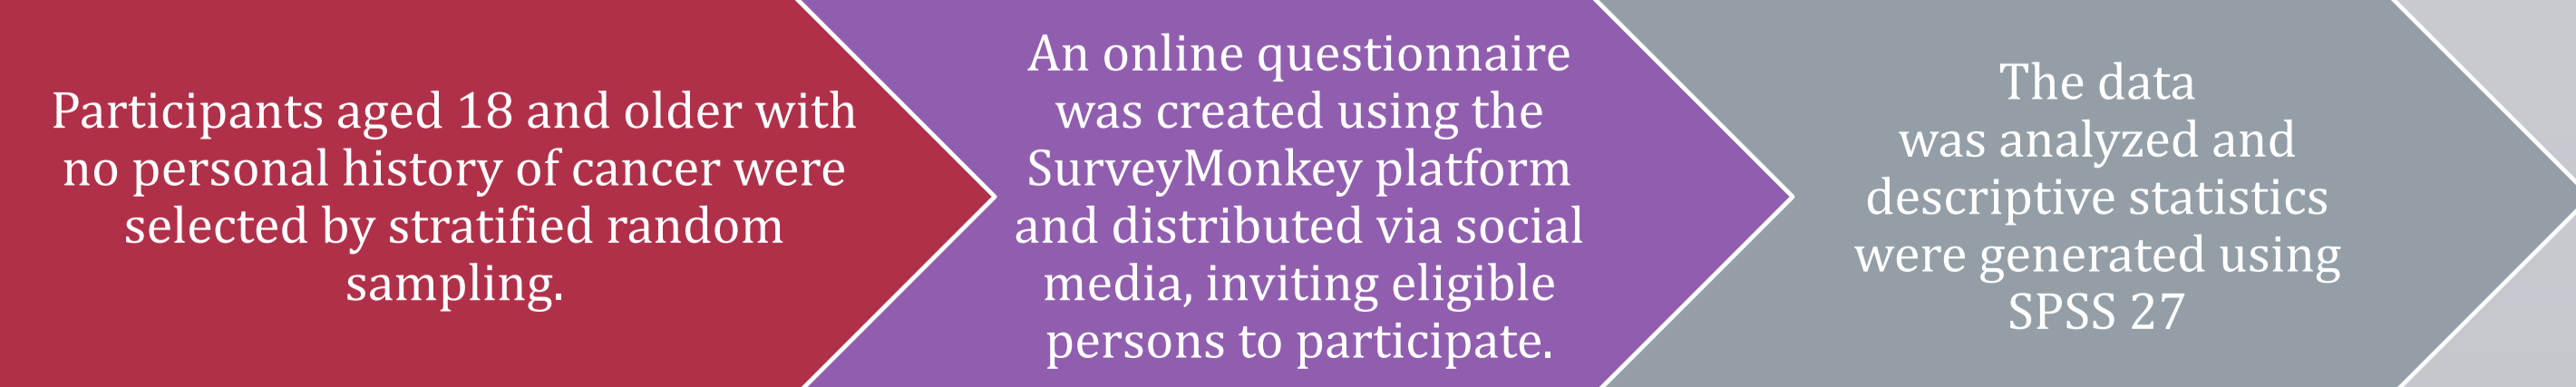 Participants aged 18 and older with
no personal history of cancer were
selected by stratified random
sampling.
An online questionnaire
was created using the
SurveyMonkey platform
and distributed via social
media, inviting eligible
persons to participate.
The data
was analyzed and
descriptive statistics
were generated using
SPSS 27